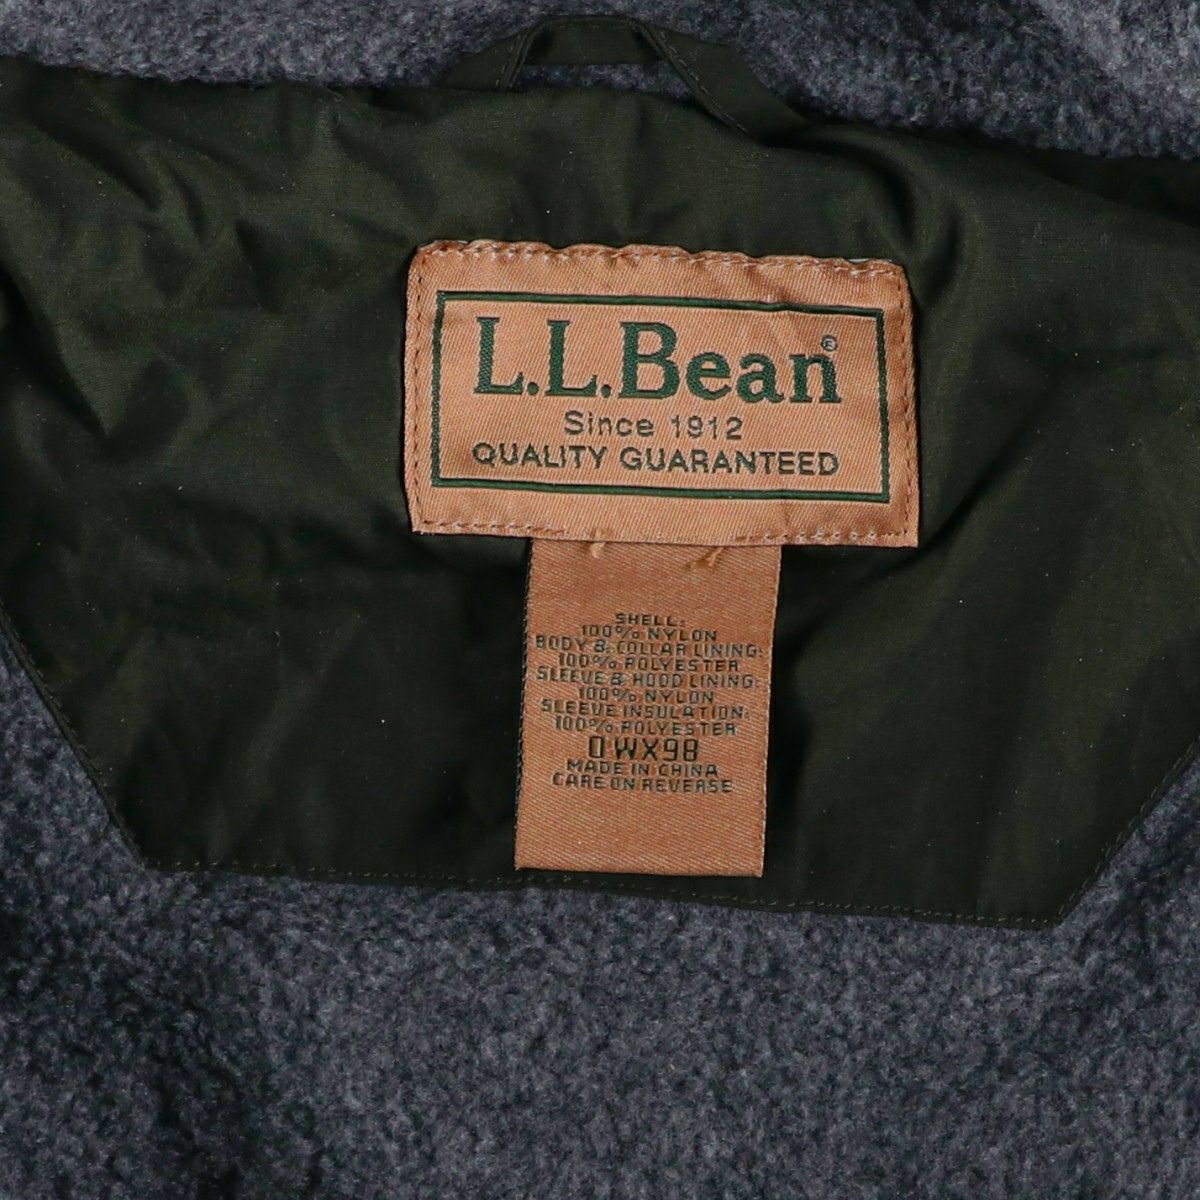 L.L.Bean®
Since 1912
QUALITY GUARANTEED
SHELL:
100% NYLON
BODY & COLLAR LINING:
100% POLYESTER
SLEEVE & HOOD LINING:
100% NYLON
SLEEVE INSULATION:
100% POLYESTER
0WX98
MADE IN CHINA
CARE ON REVERSE